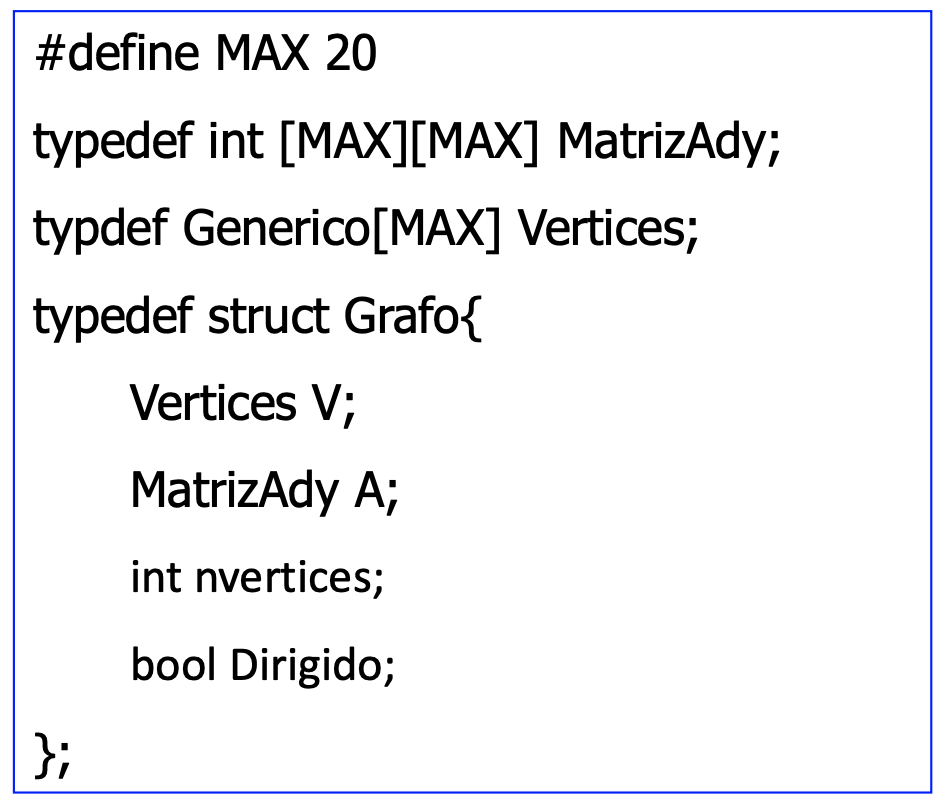 #define MAX 20
typedef int [MAX][MAX] MatrizAdy;
typdef Generico[MAX] Vertices;
typedef struct Grafo{
Vertices V;
MatrizAdy A;
int nvertices;
bool Dirigido;
};